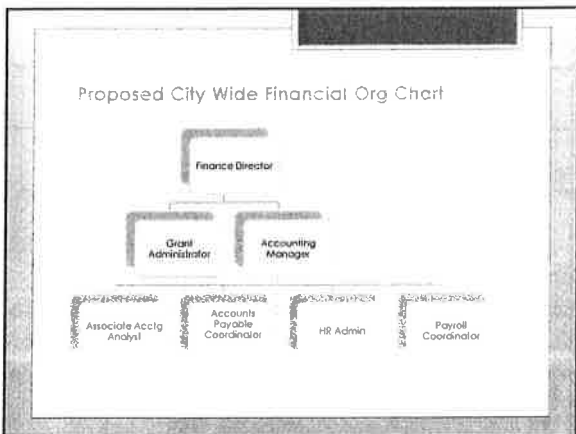 Proposed City Wide Financial Org Chart
Finance Director
Grant
Administrator
Accounting
Manager
Associate Acctg
Analyst
Accounts
Payable
Coordinator
HR Admin
Payroll
Coordinator